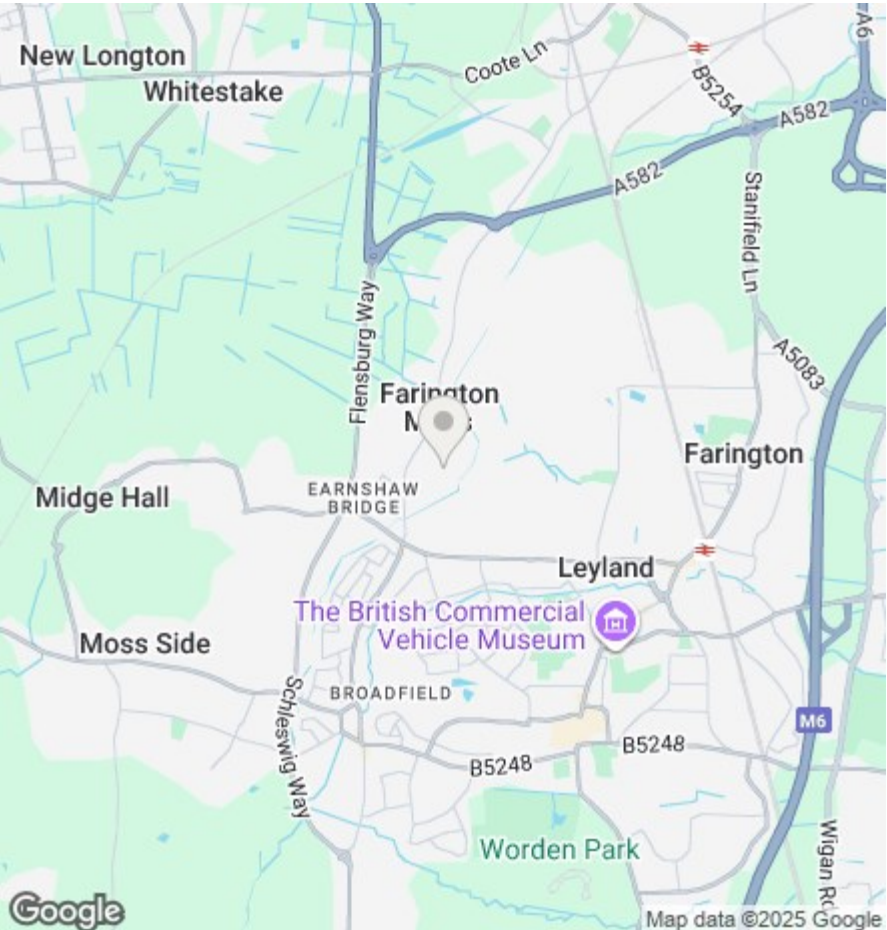 New Longton
Whitestake
Coote Ln
B5254
A6
A582
A582
Stanifield Ln
Flensburg Way
A5083
Farington
Farington
Midge Hall
EARNSHAW
BRIDGE
Leyland
The British Commercial
Vehicle Museum
Moss Side
BROADFIELD
Schleswig Way
M6
B5248
B5248
Worden Park
Wigan
Google
Map data ©2025 Google